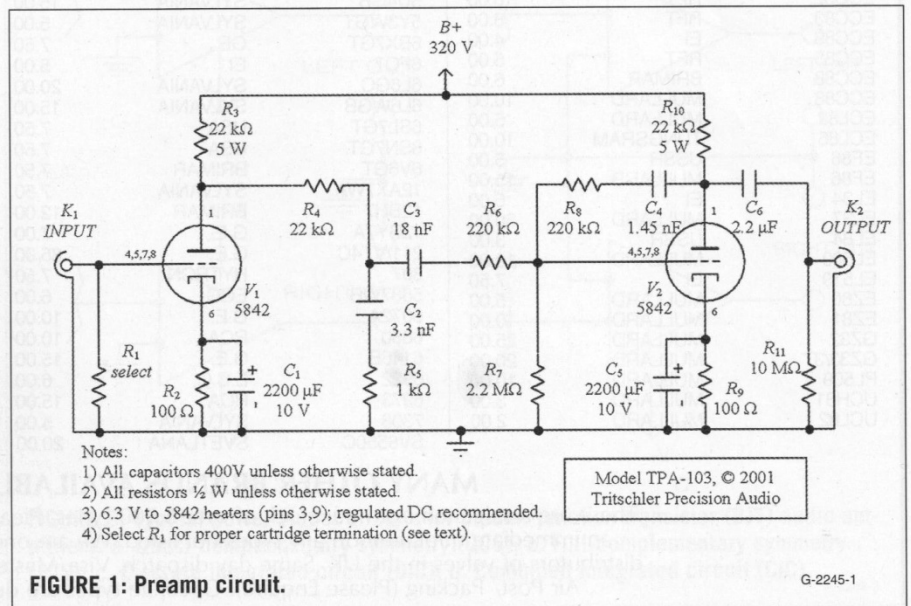 B+
320 V
R3
22 kΩ
5 W
R10
22 kΩ
5 W
K1
INPUT
R4
22 kΩ
C3
18 nF
R6
220 kΩ
R8
220 kΩ
C4
1.45 nF
C6
2.2 µF
K2
OUTPUT
4,5,7,8
1
4,5,7,8
1
V1
5842
6
V2
5842
6
C2
3.3 nF
R1
select
R2
100 Ω
C1
2200 µF
10 V
R5
1 kΩ
R7
2 MΩ
C5
2200 µF
10 V
R9
100 Ω
R11
10 MΩ
Notes:
1) All capacitors 400V unless otherwise stated.
2) All resistors ½ W unless otherwise stated.
3) 6.3 V to 5842 heaters (pins 3,9); regulated DC recommended.
4) Select R1 for proper cartridge termination (see text).
Model TPA-103, © 2001
Tritschler Precision Audio
FIGURE 1: Preamp circuit.
G-2245-1